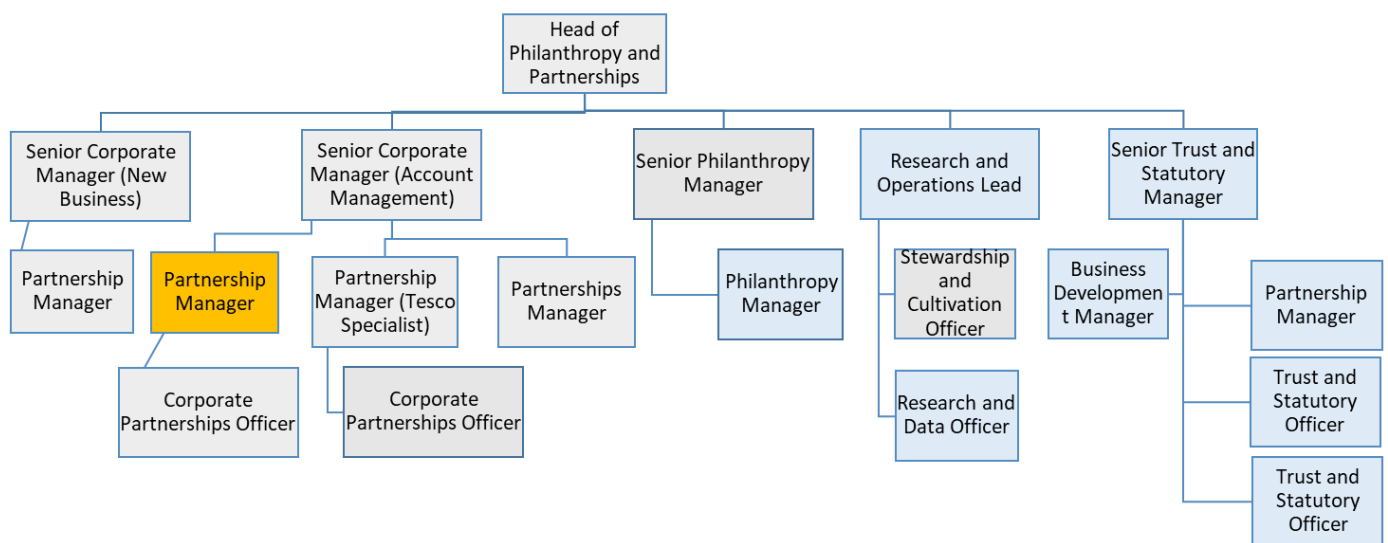 Head of
Philanthropy and
Partnerships
Senior Corporate
Manager (New
Business)
Senior Corporate
Manager (Account
Management)
Senior Philanthropy
Manager
Research and
Operations Lead
Senior Trust and
Statutory
Manager
Partnership
Manager
Partnership
Manager
Partnership
Manager (Tesco
Specialist)
Partnerships
Manager
Philanthropy
Manager
Stewardship
and
Cultivation
Officer
Business
Developmen
t Manager
Partnership
Manager
Corporate
Partnerships Officer
Corporate
Partnerships Officer
Research and
Data Officer
Trust and
Statutory
Officer
Trust and
Statutory
Officer